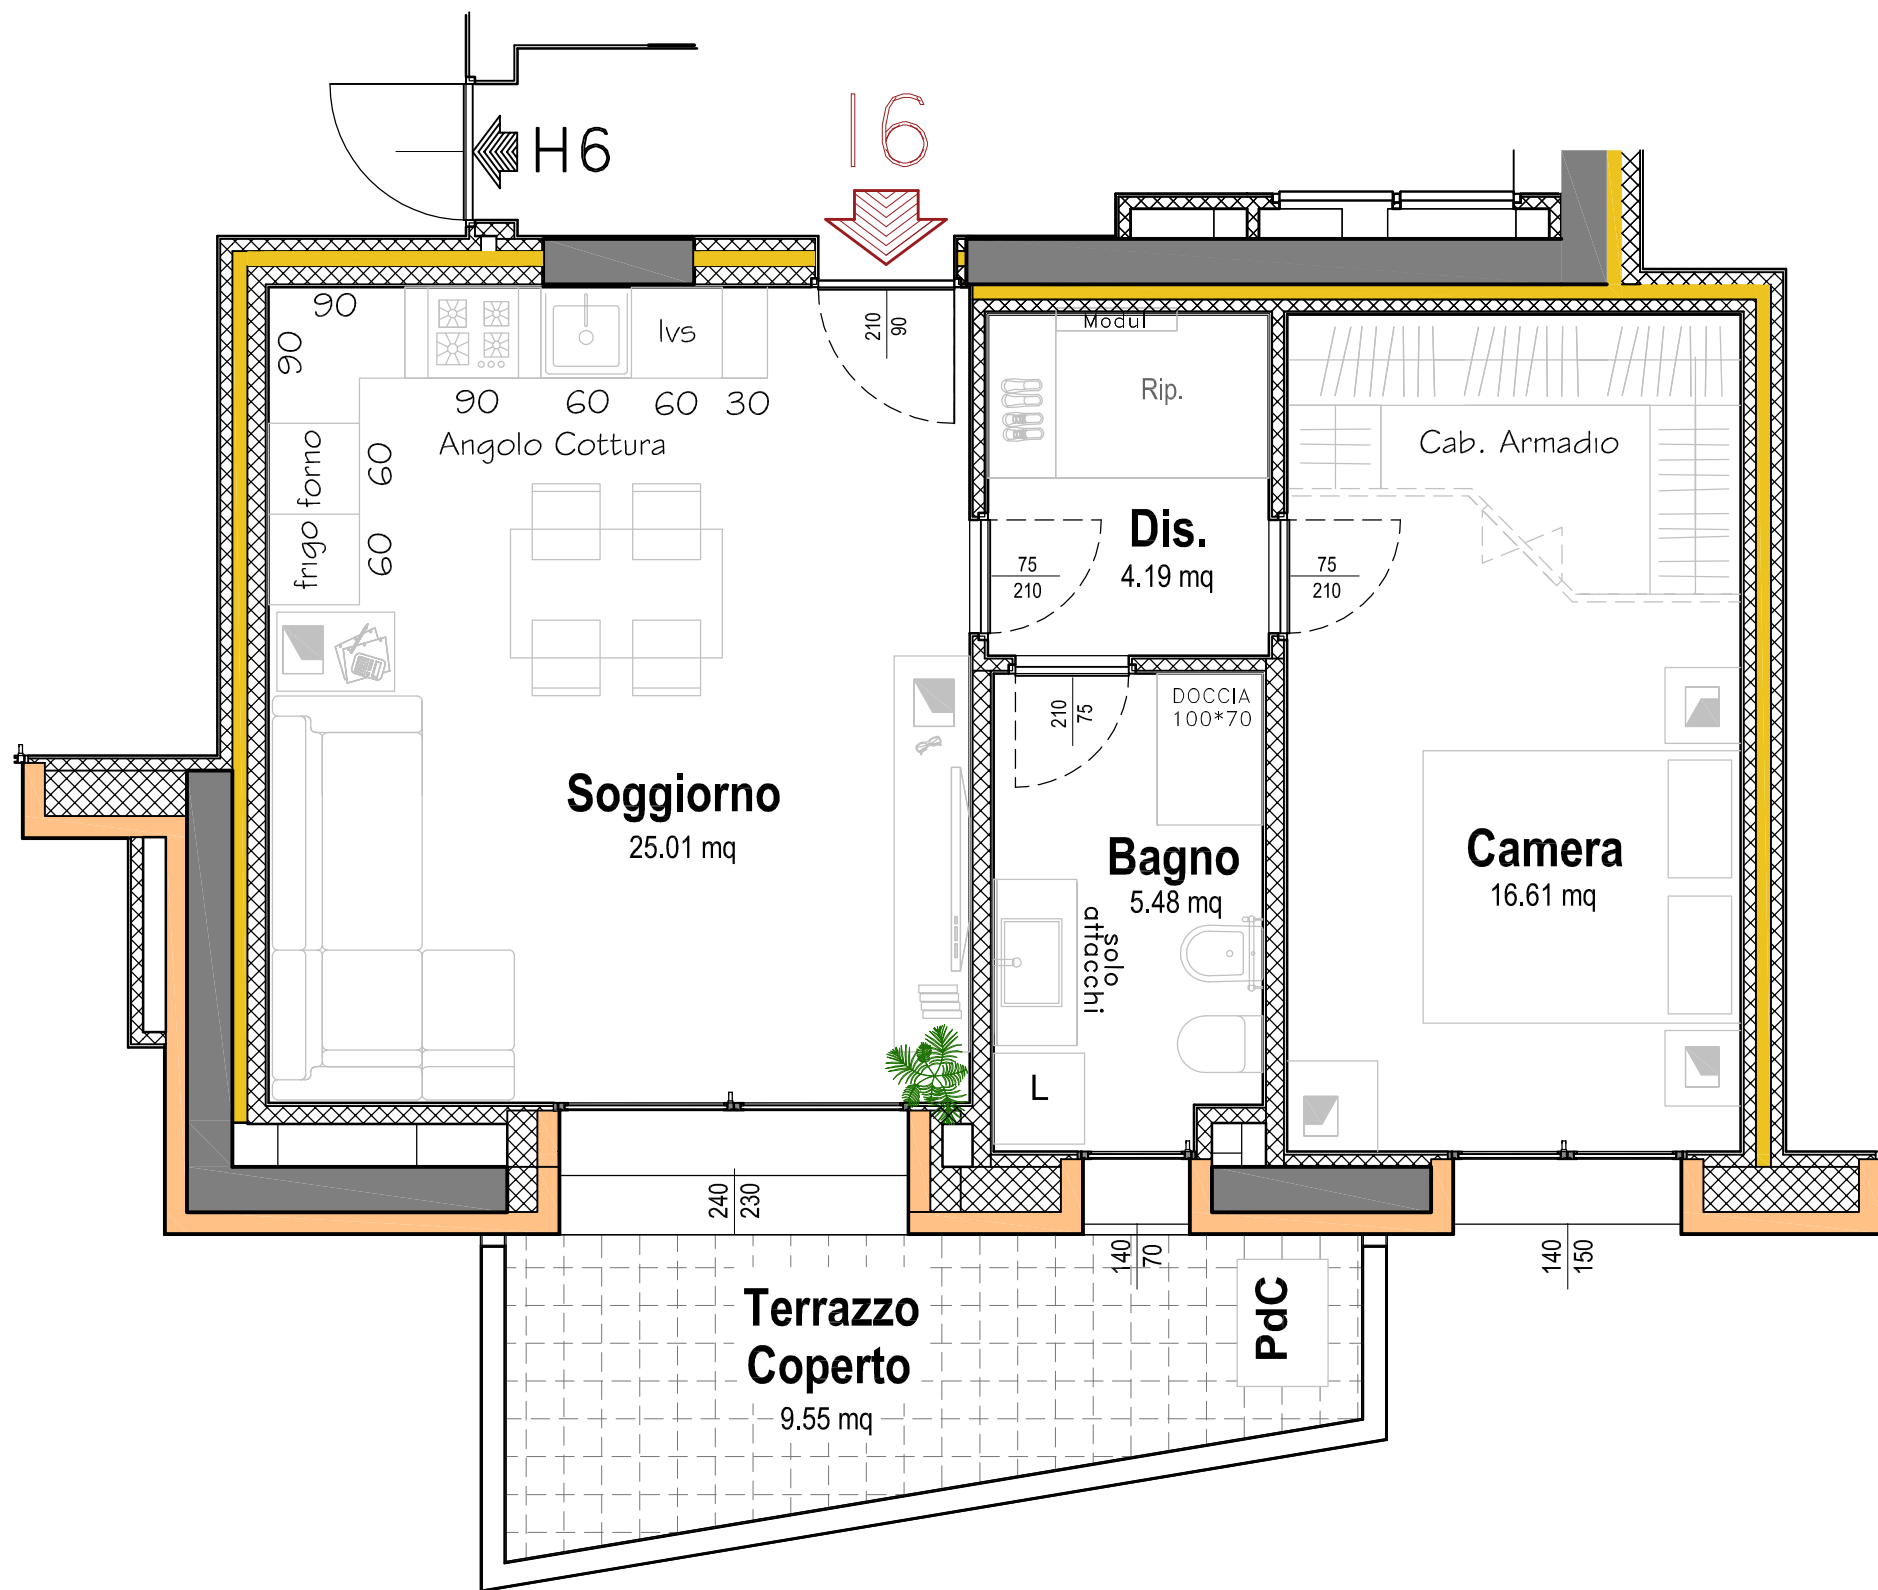 H6
I6
90
90
lvs
90
60
60
30
Angolo Cottura
forno
60
frigo
60
210
90
Modul
Rip.
Cab. Armadio
Dis.
4.19 mq
75
210
75
210
210
75
DOCCIA
100*70
Soggiorno
25.01 mq
Bagno
5.48 mq
solo
attacchi
L
Camera
16.61 mq
240
230
140
70
140
150
Terrazzo
Coperto
9.55 mq
PdC